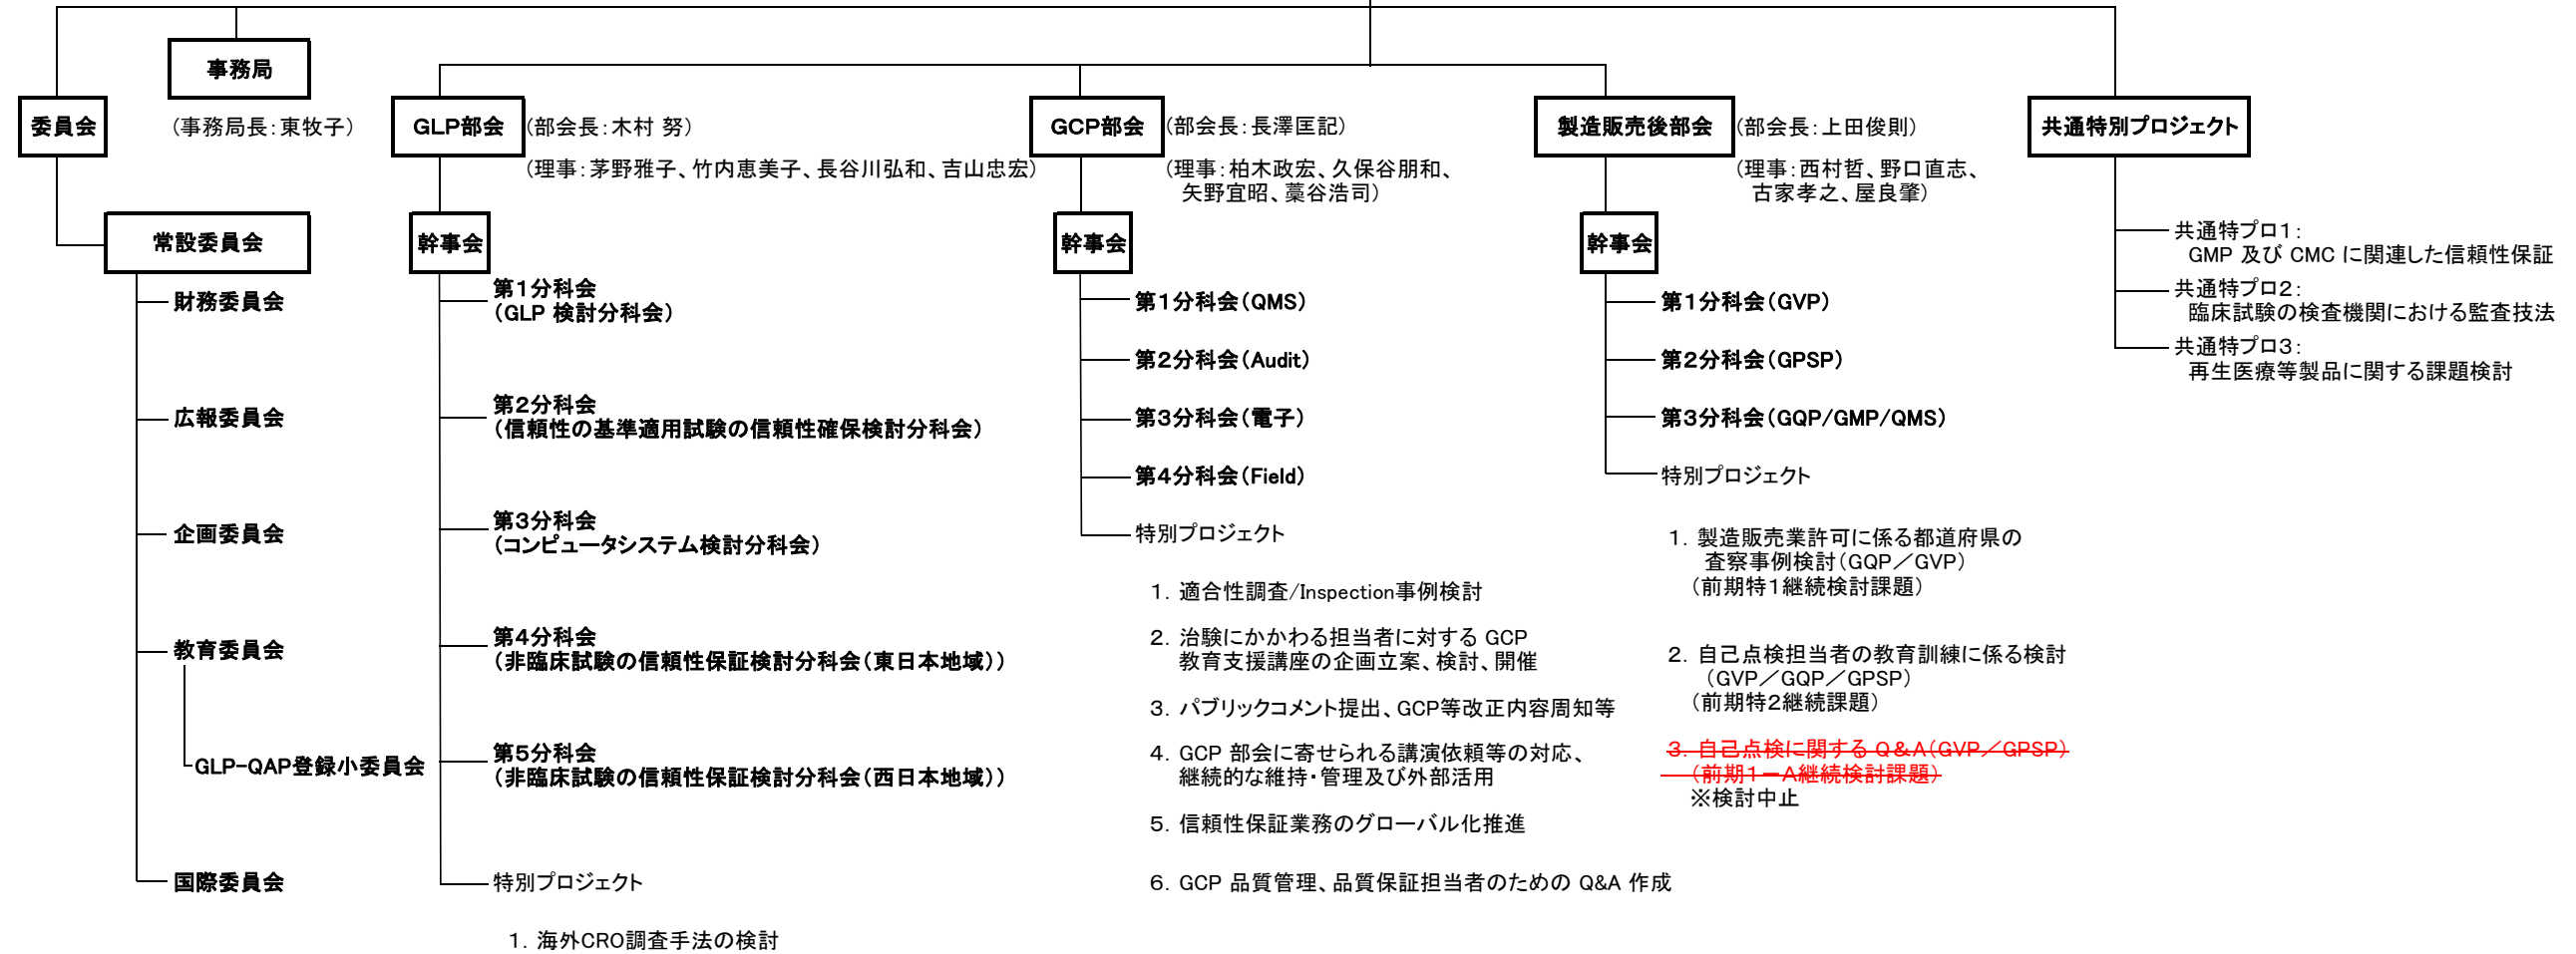 事務局
(事務局長：東牧子)
委員会
常設委員会
財務委員会
広報委員会
企画委員会
教育委員会
GLP-QAP登録小委員会
国際委員会
GLP部会
(部会長：木村 努)
(理事：茅野雅子、竹内恵美子、長谷川弘和、吉山忠宏)
幹事会
第1分科会
(GLP 検討分科会)
第2分科会
(信頼性の基準適用試験の信頼性確保検討分科会)
第3分科会
(コンピュータシステム検討分科会)
第4分科会
(非臨床試験の信頼性保証検討分科会(東日本地域))
第5分科会
(非臨床試験の信頼性保証検討分科会(西日本地域))
特別プロジェクト
1. 海外CRO調査手法の検討
GCP部会
(部会長：長澤匡記)
(理事：柏木政宏、久保谷朋和、
矢野宜昭、藁谷浩司)
幹事会
第1分科会(QMS)
第2分科会(Audit)
第3分科会(電子)
第4分科会(Field)
特別プロジェクト
1. 適合性調査/Inspection事例検討
2. 治験にかかわる担当者に対する GCP
教育支援講座の企画立案、検討、開催
3. パブリックコメント提出、GCP等改正内容周知等
4. GCP 部会に寄せられる講演依頼等の対応、
継続的な維持・管理及び外部活用
5. 信頼性保証業務のグローバル化推進
6. GCP 品質管理、品質保証担当者のための Q&A 作成
製造販売後部会
(部会長：上田俊則)
(理事：西村哲、野口直志、
古家孝之、屋良肇)
幹事会
第1分科会(GVP)
第2分科会(GPSP)
第3分科会(GQP/GMP/QMS)
特別プロジェクト
1. 製造販売業許可に係る都道府県の
査察事例検討(GQP／GVP)
(前期特1継続検討課題)
2. 自己点検担当者の教育訓練に係る検討
(GVP／GQP／GPSP)
(前期特2継続課題)
3. 自己点検に関する Q＆A(GVP／GPSP)
(前期1－A継続検討課題)
※検討中止
共通特別プロジェクト
共通特プロ1：
GMP 及び CMC に関連した信頼性保証
共通特プロ2：
臨床試験の検査機関における監査技法
共通特プロ3：
再生医療等製品に関する課題検討